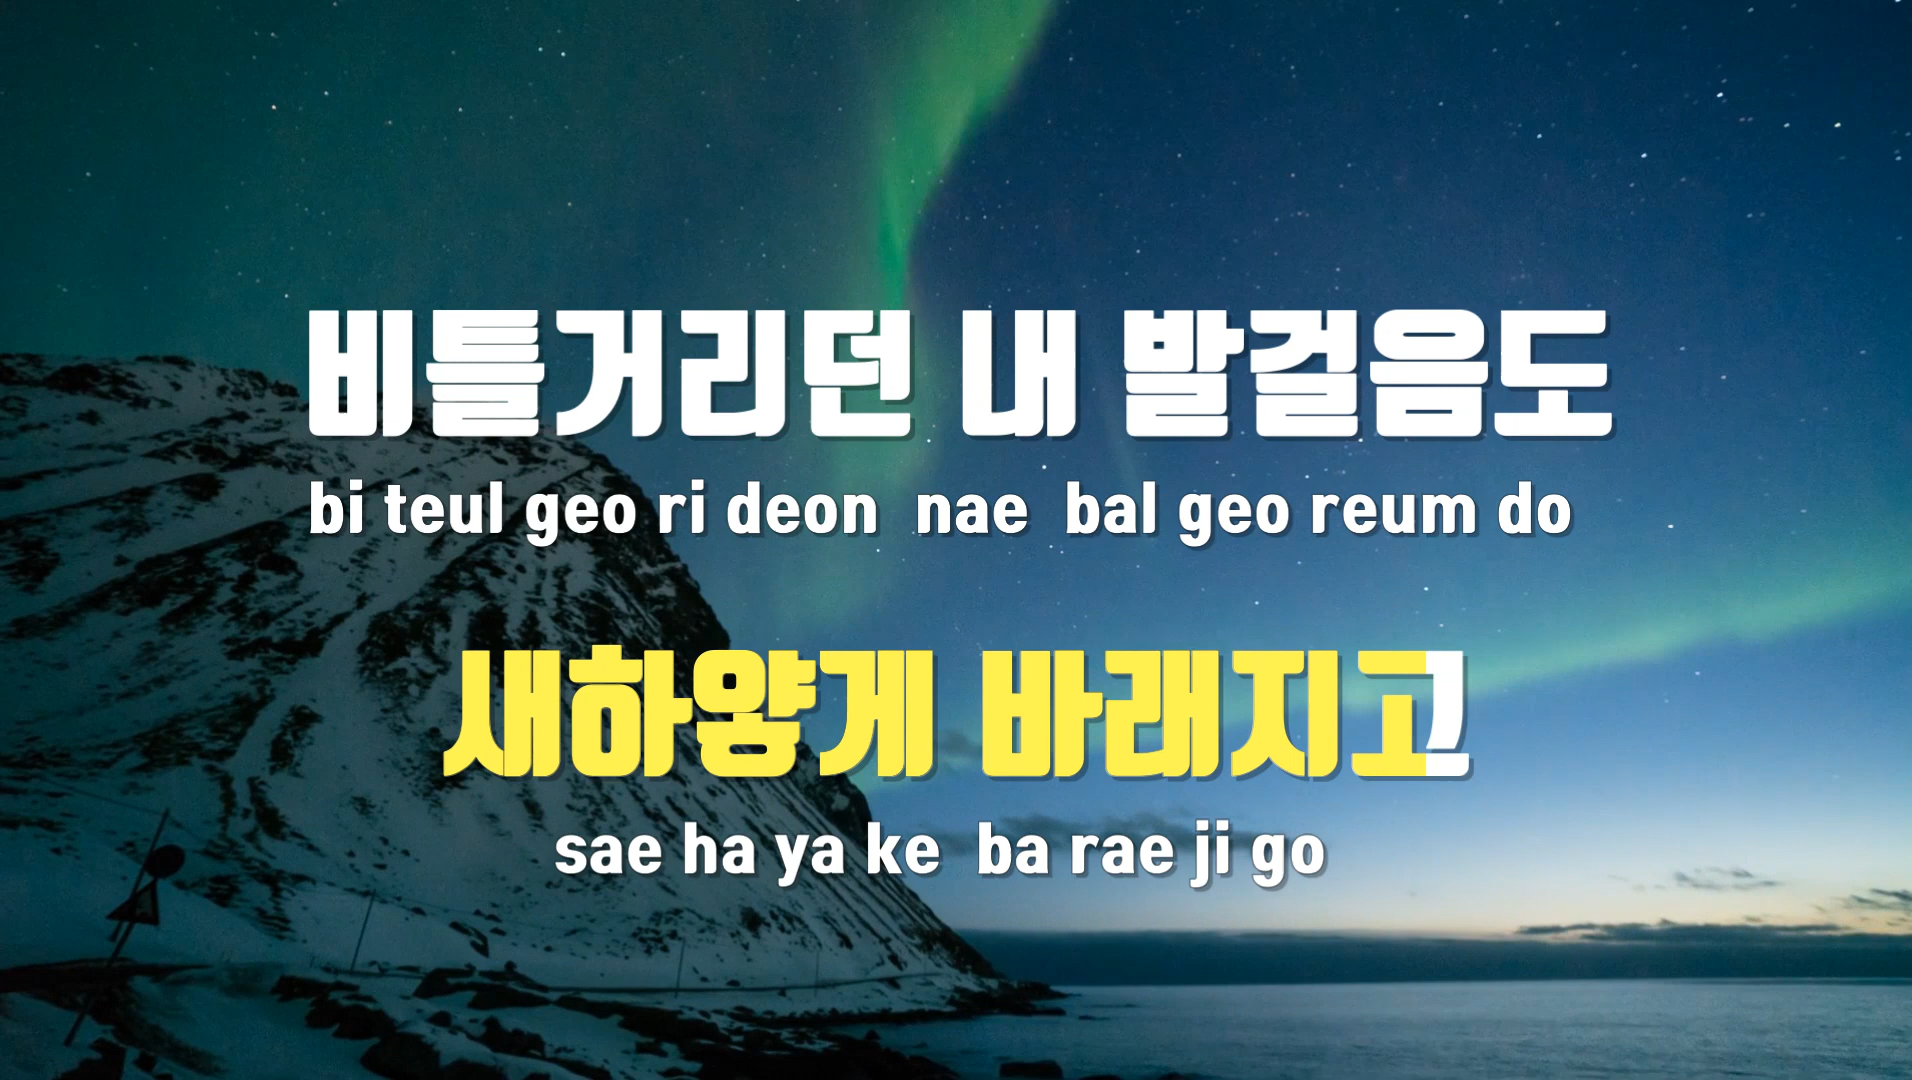 비틀거리던 내 발걸음도
bi teul geo ri deon nae bal geo reum do
새하얗게 바래지고
sae ha ya ke ba rae ji go